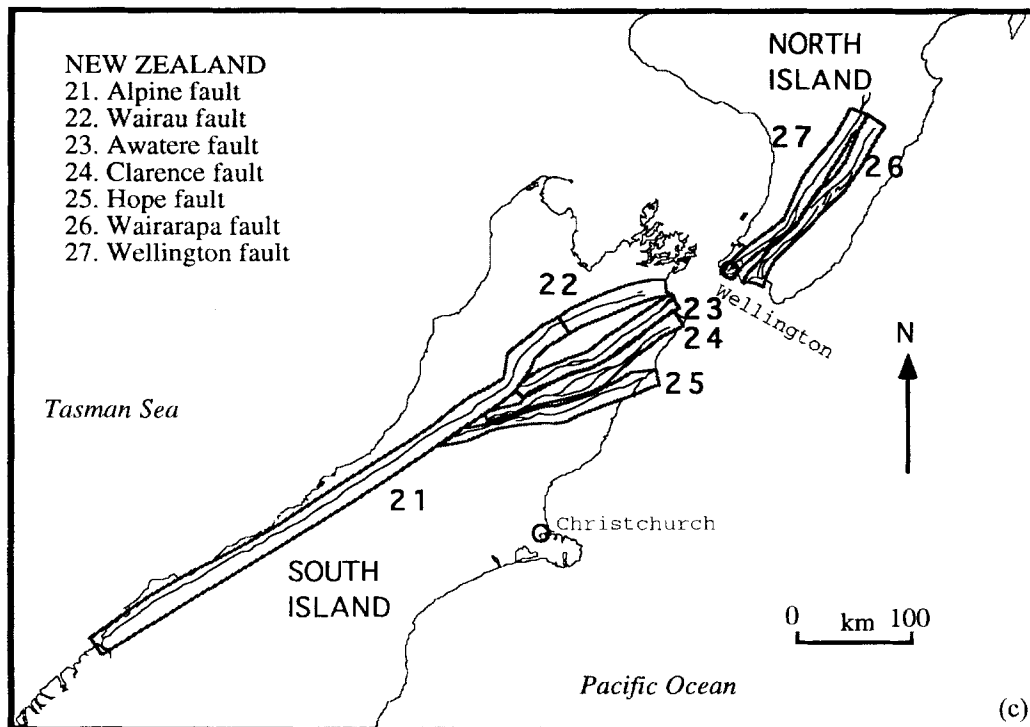 NEW ZEALAND
21. Alpine fault
22. Wairau fault
23. Awatere fault
24. Clarence fault
25. Hope fault
26. Wairarapa fault
27. Wellington fault
NORTH
ISLAND
27
26
22
Wellington
23
24
25
N
Tasman Sea
21
Christchurch
SOUTH
ISLAND
0 km 100
Pacific Ocean
(c)